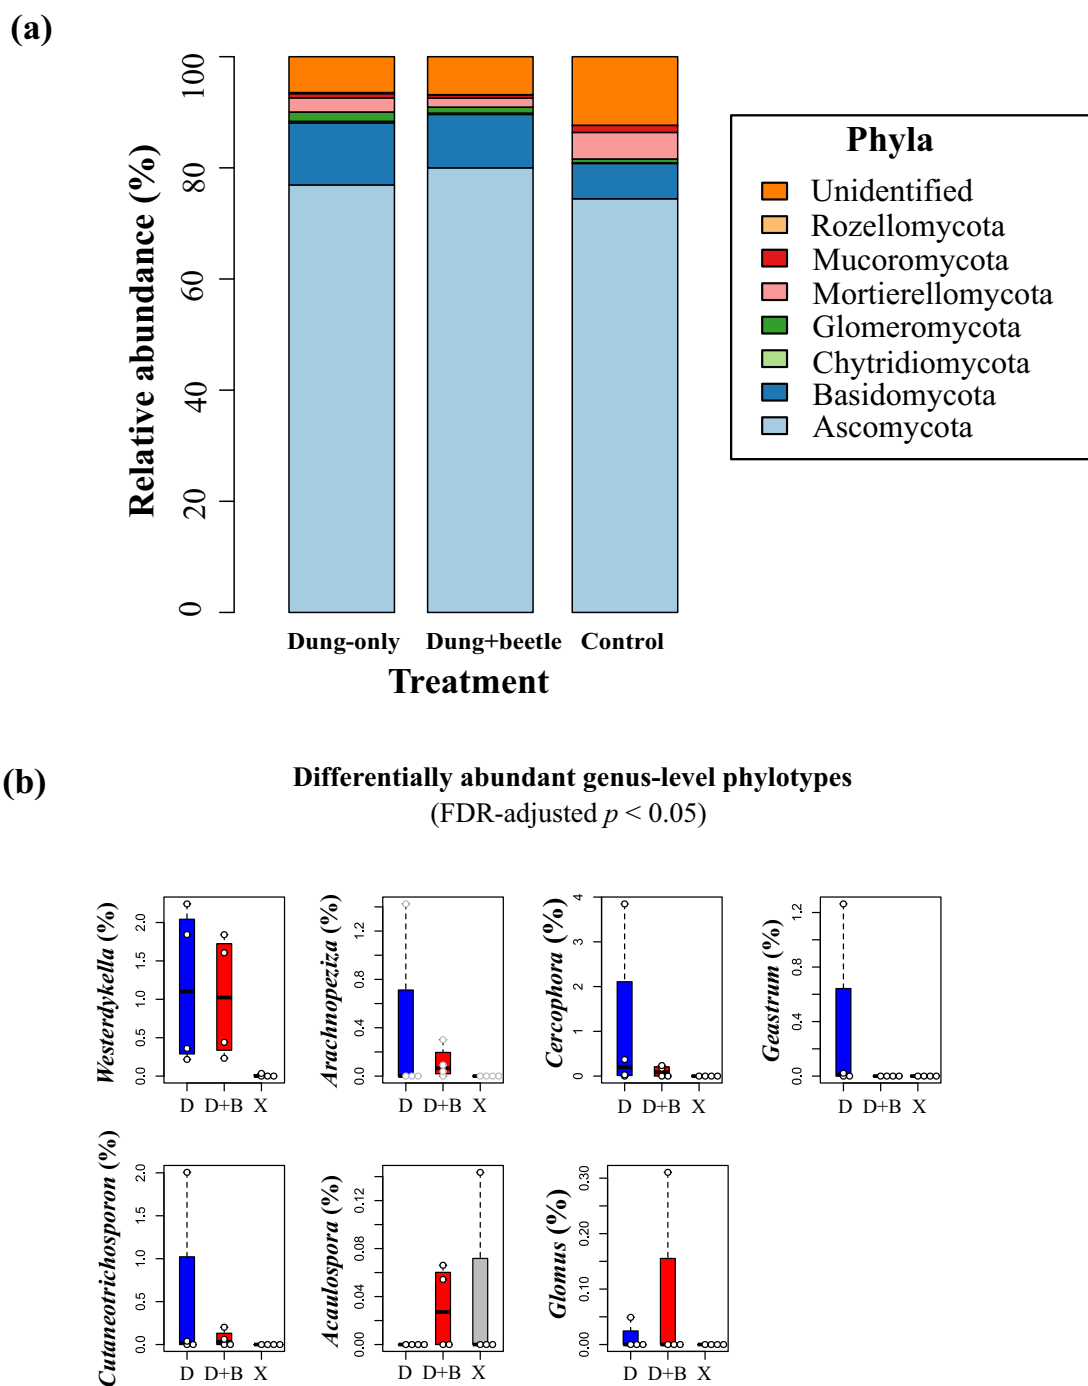 (a)
Relative abundance (%)
0
20
40
60
80
100
Dung-only
Dung+beetle
Control
Treatment
Phyla
Unidentified
Rozellomycota
Mucoromycota
Mortierellomycota
Glomeromycota
Chytridiomycota
Basidomycota
Ascomycota
(b)
Differentially abundant genus-level phylotypes
(FDR-adjusted p < 0.05)
Westerdykella (%)
0.0
0.5
1.0
1.5
2.0
D D+B X
Arachnopeziza (%)
0.0
0.4
0.8
1.2
D D+B X
Cercophora (%)
0
1
2
3
4
D D+B X
Geastrum (%)
0.0
0.4
0.8
1.2
D D+B X
Cutaneotrichosporon (%)
0.0
0.5
1.0
1.5
2.0
D D+B X
Acaulospora (%)
0.00
0.04
0.08
0.12
D D+B X
Glomus (%)
0.00
0.10
0.20
0.30
D D+B X